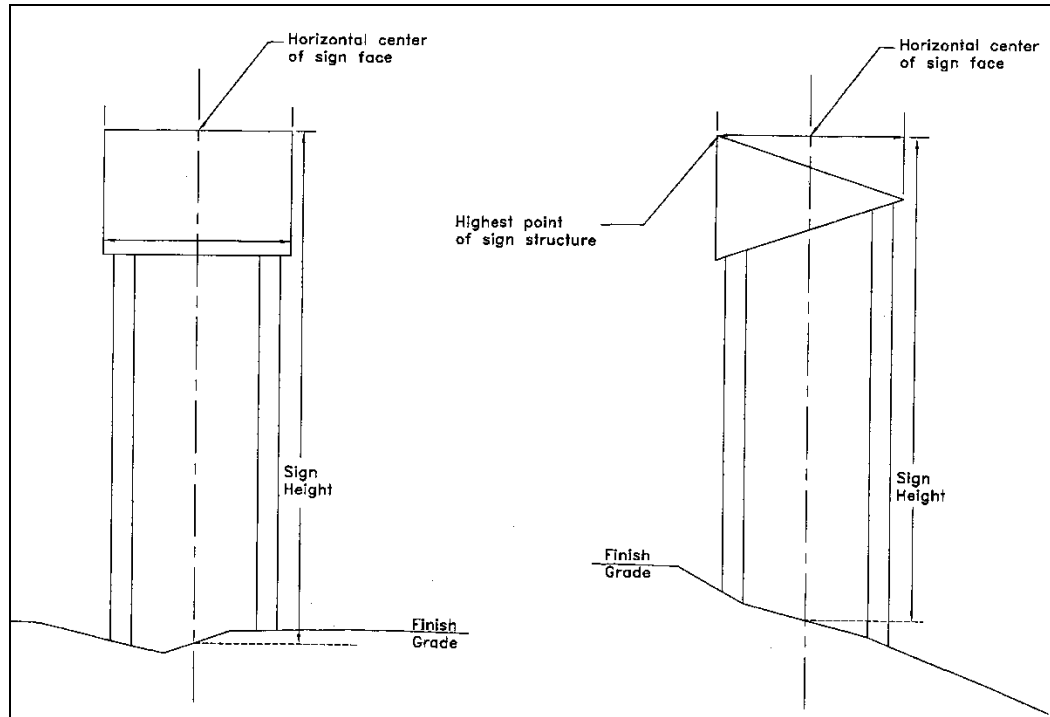 Horizontal center
of sign face
Sign
Height
Finish
Grade
Horizontal center
of sign face
Highest point
of sign structure
Sign
Height
Finish
Grade